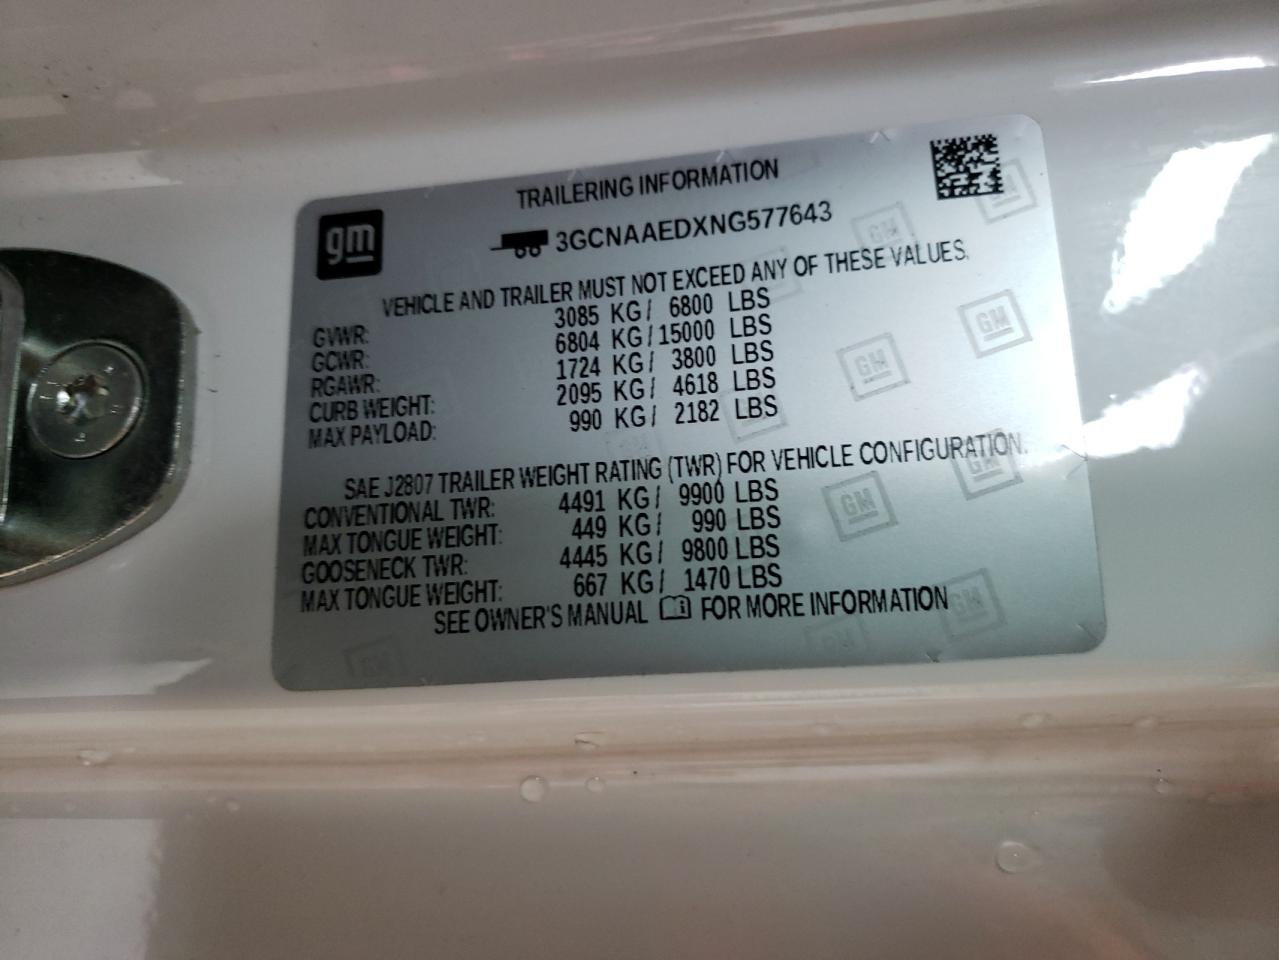 TRAILERING INFORMATION
gm
3GCNAAEDXNG577643
VEHICLE AND TRAILER MUST NOT EXCEED ANY OF THESE VALUES.
GVWR: 3085 KG/ 6800 LBS
GCWR: 6804 KG/15000 LBS
RGAWR: 1724 KG/ 3800 LBS
CURB WEIGHT: 2095 KG/ 4618 LBS
MAX PAYLOAD: 990 KG/ 2182 LBS
SAE J2807 TRAILER WEIGHT RATING (TWR) FOR VEHICLE CONFIGURATION.
CONVENTIONAL TWR: 4491 KG/ 9900 LBS
MAX TONGUE WEIGHT: 449 KG/ 990 LBS
GOOSENECK TWR: 4445 KG/ 9800 LBS
MAX TONGUE WEIGHT: 667 KG/ 1470 LBS
SEE OWNER'S MANUAL FOR MORE INFORMATION